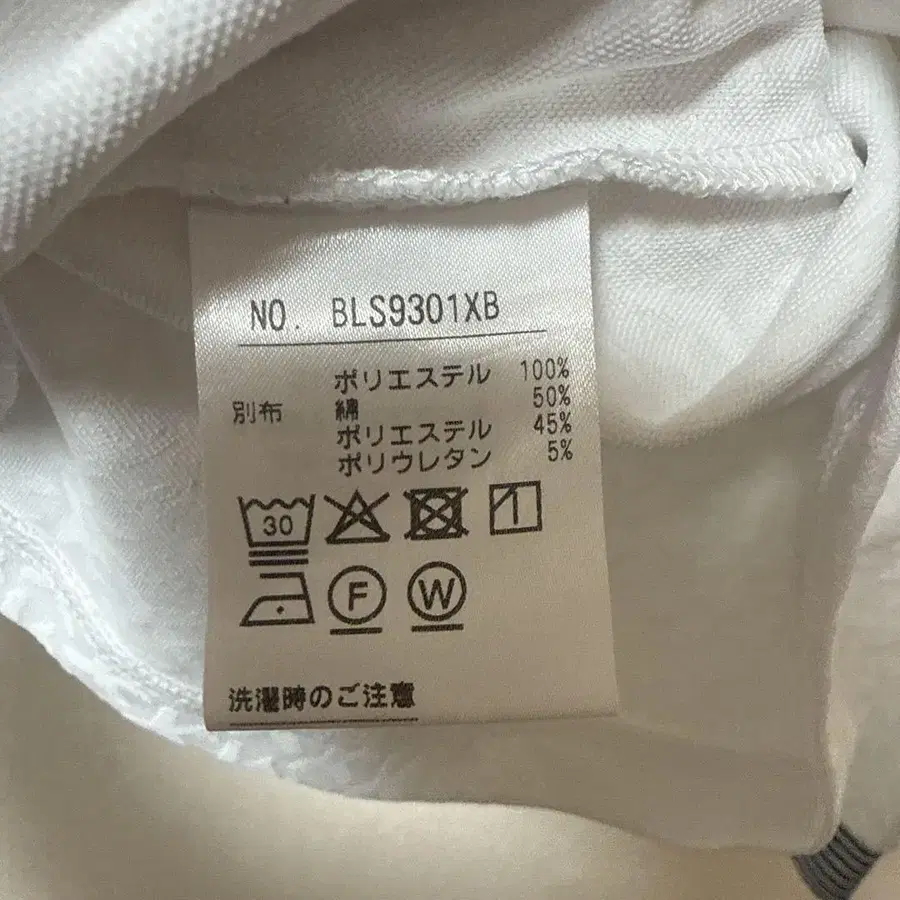 NO. BLS9301XB
ポリエステル 100%
別布 綿 50%
ポリエステル 45%
ポリウレタン 5%
30
F W
洗濯時のご注意